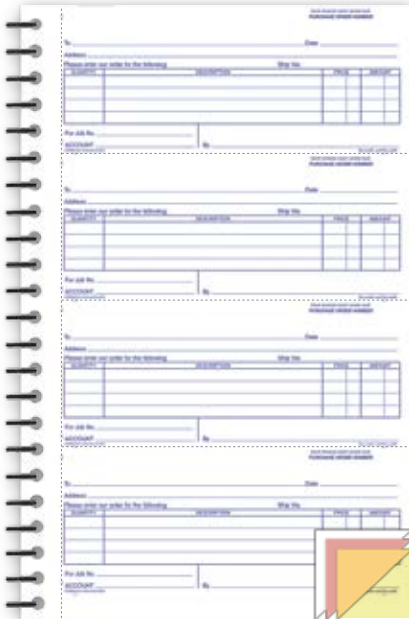 PURCHASE ORDER NUMBER
To Date
Address
Please enter our order for the following Ship Via
QUANTITY DESCRIPTION PRICE AMOUNT
For Job No.
ACCOUNT By
PURCHASE ORDER NUMBER
To Date
Address
Please enter our order for the following Ship Via
QUANTITY DESCRIPTION PRICE AMOUNT
For Job No.
ACCOUNT By
PURCHASE ORDER NUMBER
To Date
Address
Please enter our order for the following Ship Via
QUANTITY DESCRIPTION PRICE AMOUNT
For Job No.
ACCOUNT By
PURCHASE ORDER NUMBER
To Date
Address
Please enter our order for the following Ship Via
QUANTITY DESCRIPTION PRICE AMOUNT
For Job No.
ACCOUNT By